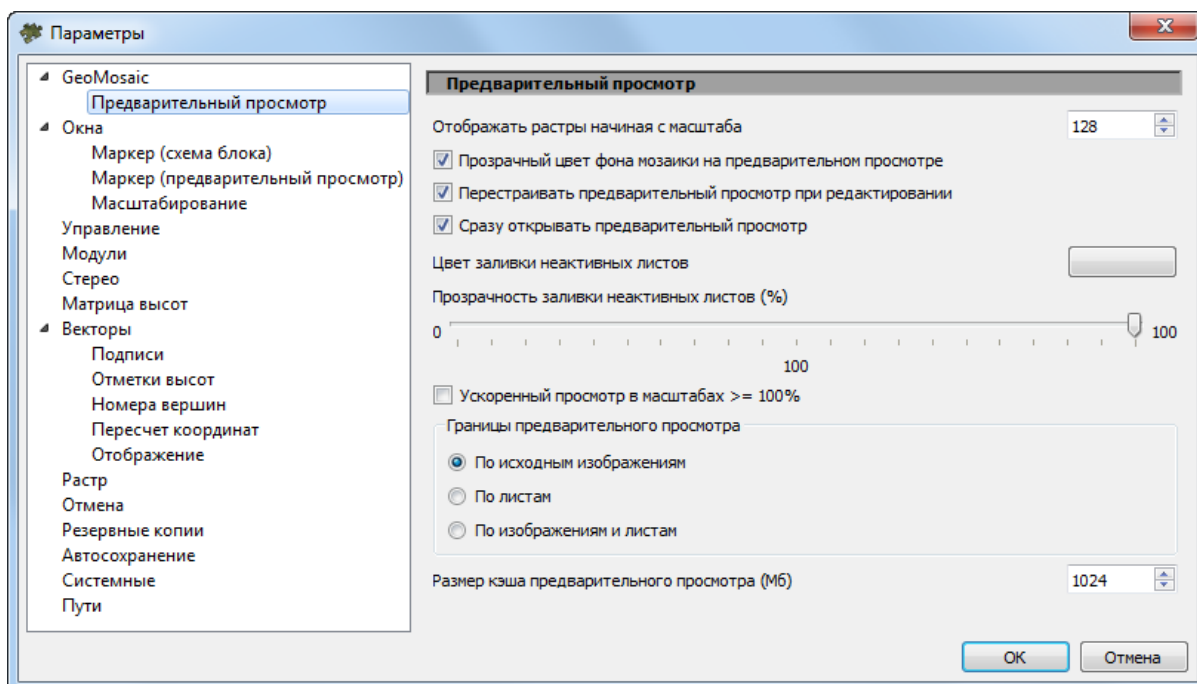 Параметры
GeoMosaic
Предварительный просмотр
Окна
Маркер (схема блока)
Маркер (предварительный просмотр)
Масштабирование
Управление
Модули
Стерео
Матрица высот
Векторы
Подписи
Отметки высот
Номера вершин
Пересчет координат
Отображение
Растр
Отмена
Резервные копии
Автосохранение
Системные
Пути
Предварительный просмотр
Отображать растры начиная с масштаба 128
Прозрачный цвет фона мозаики на предварительном просмотре
Перестраивать предварительный просмотр при редактировании
Сразу открывать предварительный просмотр
Цвет заливки неактивных листов
Прозрачность заливки неактивных листов (%)
0 100
100
Ускоренный просмотр в масштабах >= 100%
Границы предварительного просмотра
По исходным изображениям
По листам
По изображениям и листам
Размер кэша предварительного просмотра (Мб) 1024
OK Отмена